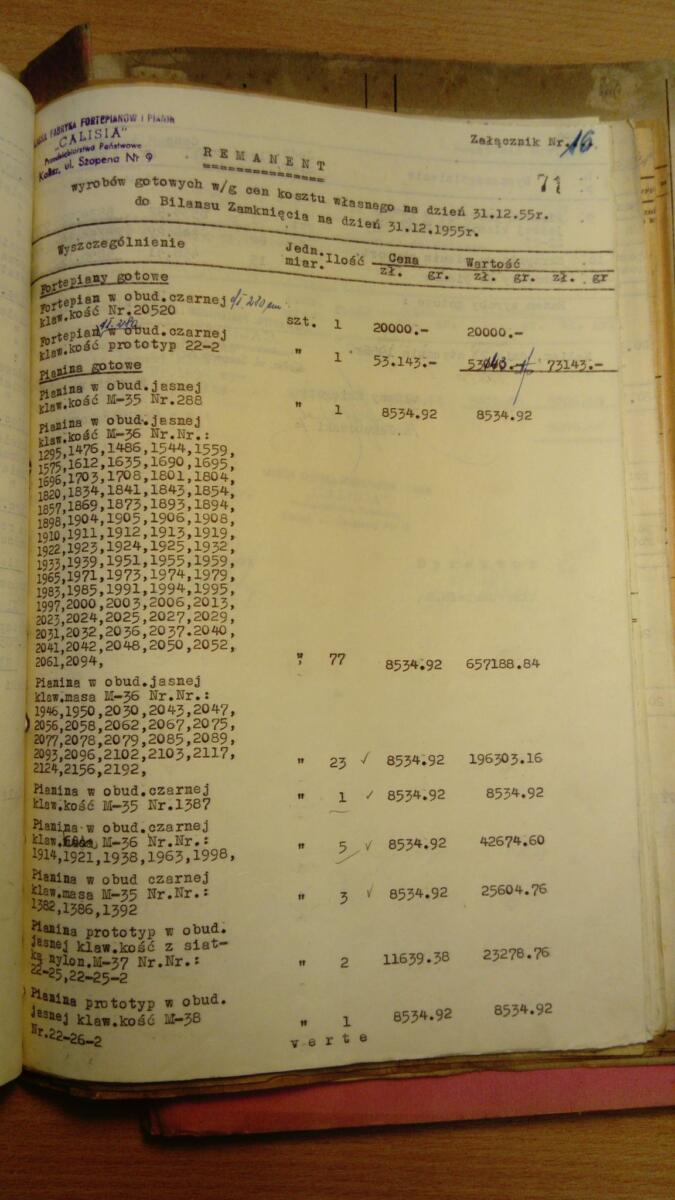 FABRYKA FORTEPIANÓW I PIANIN
„CALISIA"
Przedsiębiorstwo Państwowe
Kalisz, ul. Szopena Nr 9
Załącznik Nr. 16
71
REMANENT
wyrobów gotowych w/g cen kosztu własnego na dzień 31.12.55r.
do Bilansu Zamknięcia na dzień 31.12.1955r.
Wyszczególnienie Jedn. miar. Ilość Cena zł. gr. Wartość zł. gr. zł. gr
Fortepiany gotowe
Fortepian w obud.czarnej
klaw.kość Nr.20520 szt. 1 20000.- 20000.-
Fortepian w obud.czarnej
klaw.kość prototyp 22-2 " 1 53.143.- 53143.- 73143.-
Pianina gotowe
Pianina w obud.jasnej
klaw.kość M-35 Nr.288 " 1 8534.92 8534.92
Pianina w obud.jasnej
klaw.kość M-36 Nr.Nr.:
1295,1476,1486,1544,1559,
1575,1612,1635,1690,1695,
1696,1703,1708,1801,1804,
1820,1834,1841,1843,1854,
1857,1869,1873,1893,1894,
1898,1904,1905,1906,1908,
1910,1911,1912,1913,1919,
1922,1923,1924,1925,1932,
1933,1939,1951,1955,1959,
1965,1971,1973,1974,1979,
1983,1985,1991,1994,1995,
1997,2000,2003,2006,2013,
2023,2024,2025,2027,2029,
2031,2032,2036,2037.2040,
2041,2042,2048,2050,2052,
2061,2094, " 77 8534.92 657188.84
Pianina w obud.jasnej
klaw.masa M-36 Nr.Nr.:
1946,1950,2030,2043,2047,
2056,2058,2062,2067,2075,
2077,2078,2079,2085,2089,
2093,2096,2102,2103,2117,
2124,2156,2192, " 23 ✓ 8534.92 196303.16
Pianina w obud.czarnej
klaw.kość M-35 Nr.1387 " 1 ✓ 8534.92 8534.92
Pianina w obud.czarnej
klaw. M-36 Nr.Nr.:
1914,1921,1938,1963,1998, " 5 ✓ 8534.92 42674.60
Pianina w obud czarnej
klaw.masa M-35 Nr.Nr.:
1382,1386,1392 " 3 ✓ 8534.92 25604.76
Pianina prototyp w obud.
jasnej klaw.kość z siat-
ką nylon.M-37 Nr.Nr.:
22-25,22-25-2 " 2 11639.38 23278.76
Pianina prototyp w obud.
jasnej klaw.kość M-38
Nr.22-26-2 " 1 8534.92 8534.92
verte